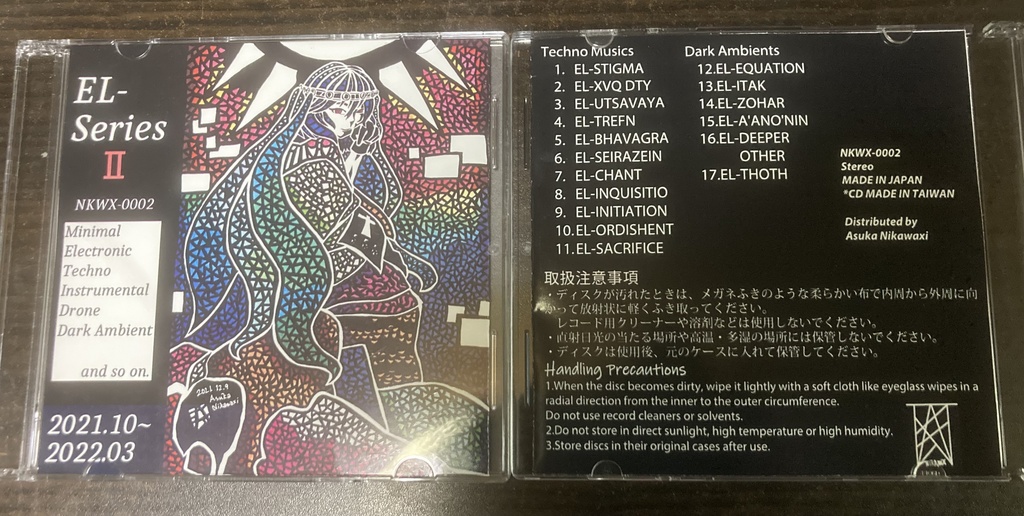 EL-
Series
II
NKWX-0002
Minimal
Electronic
Techno
Instrumental
Drone
Dark Ambient
and so on.
2021.10~
2022.03
2021.12.9
Asuka
Nikawaxi
Techno Musics
1. EL-STIGMA
2. EL-XVQ DTY
3. EL-UTSAVAYA
4. EL-TREFN
5. EL-BHAVAGRA
6. EL-SEIRAZEIN
7. EL-CHANT
8. EL-INQUISITIO
9. EL-INITIATION
10.EL-ORDISHENT
11.EL-SACRIFICE
Dark Ambients
12.EL-EQUATION
13.EL-ITAK
14.EL-ZOHAR
15.EL-A'ANO'NIN
16.EL-DEEPER
OTHER
17.EL-THOTH
NKWX-0002
Stereo
MADE IN JAPAN
*CD MADE IN TAIWAN
Distributed by
Asuka Nikawaxi
取扱注意事項
・ディスクが汚れたときは、メガネふきのような柔らかい布で内周から外周に向
かって放射状に軽くふき取ってください。
レコード用クリーナーや溶剤などは使用しないでください。
・直射日光の当たる場所や高温・多湿の場所には保管しないでください。
・ディスクは使用後、元のケースに入れて保管してください。
Handling Precautions
1.When the disc becomes dirty, wipe it lightly with a soft cloth like eyeglass wipes in a
radial direction from the inner to the outer circumference.
Do not use record cleaners or solvents.
2.Do not store in direct sunlight, high temperature or high humidity.
3.Store discs in their original cases after use.